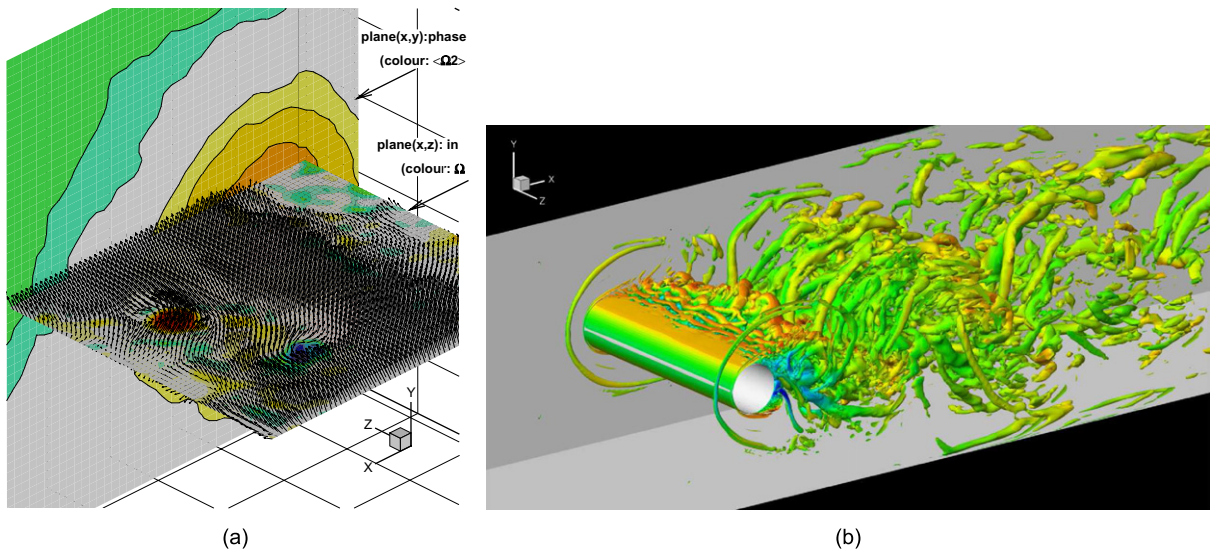 plane(x,y):phase
(colour: <Ω2>
plane(x,z): in
(colour: Ω
Y
Z
X
Y
X
Z
(a)
(b)